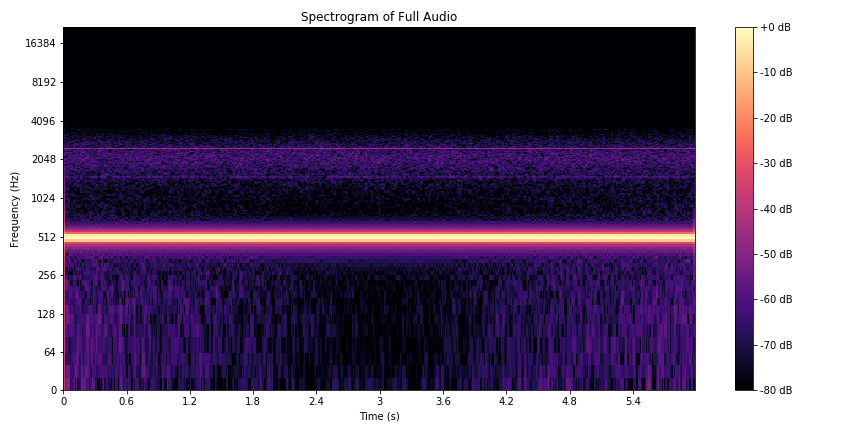 Spectrogram of Full Audio
Frequency (Hz)
16384
8192
4096
2048
1024
512
256
128
64
0
0 0.6 1.2 1.8 2.4 3 3.6 4.2 4.8 5.4
Time (s)
+0 dB
-10 dB
-20 dB
-30 dB
-40 dB
-50 dB
-60 dB
-70 dB
-80 dB